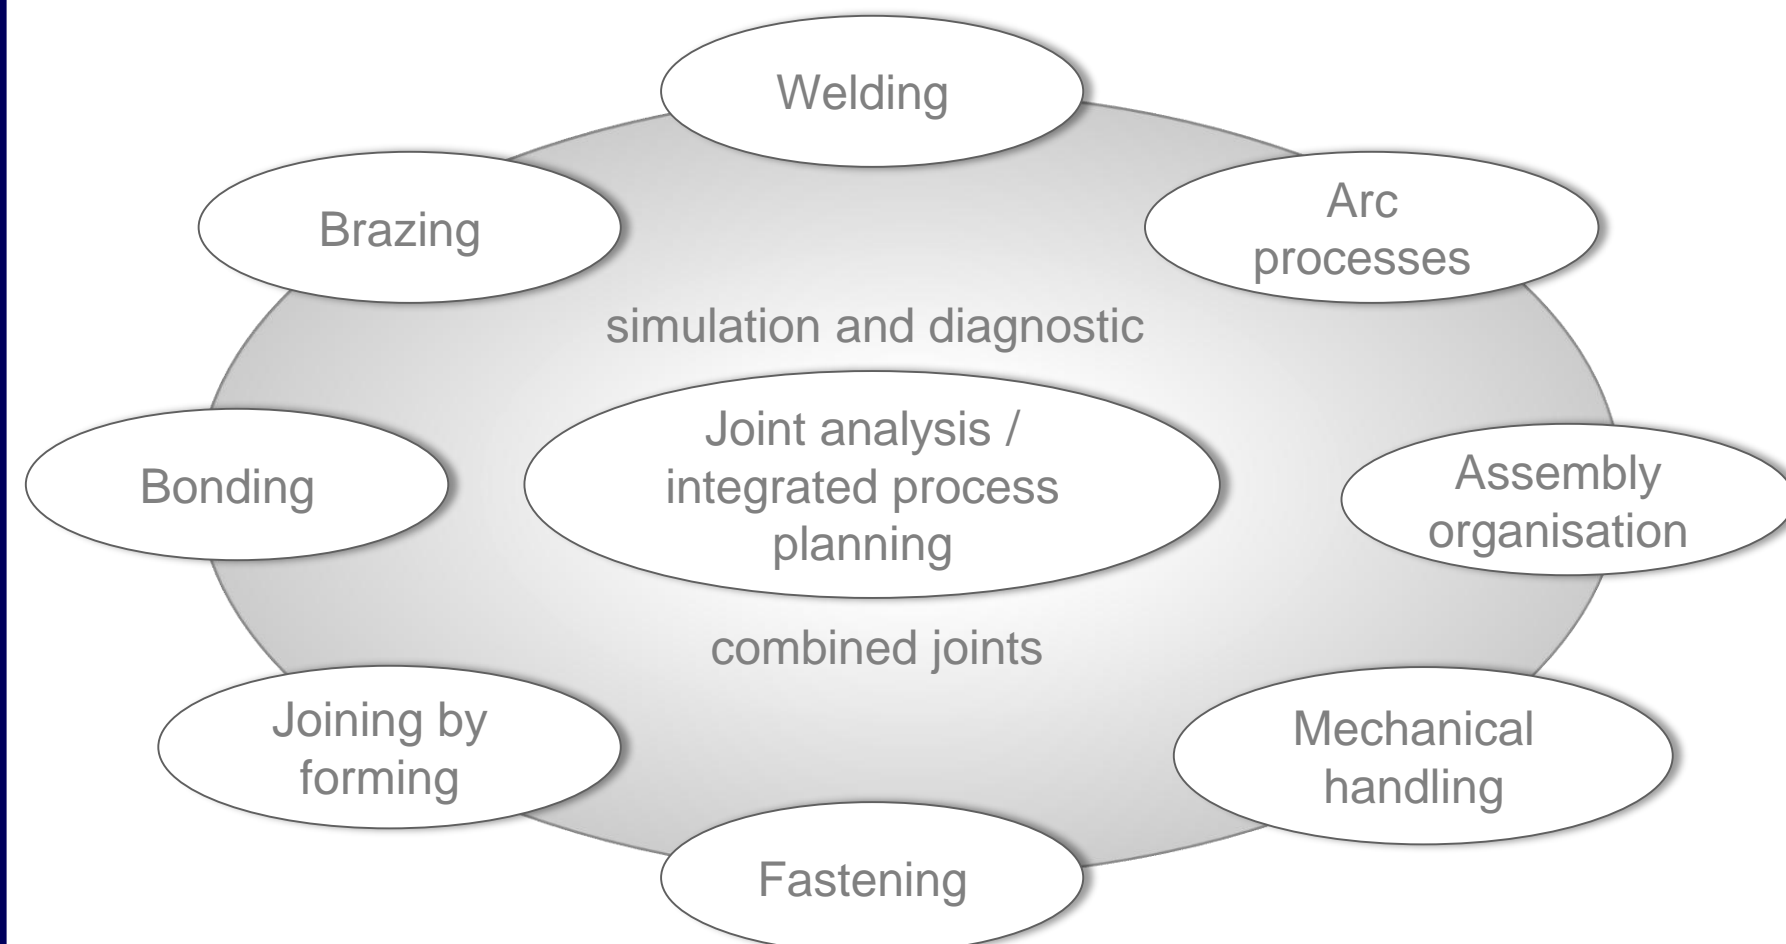 Welding
Arc
processes
Brazing
simulation and diagnostic
Joint analysis /
integrated process
planning
Bonding
Assembly
organisation
combined joints
Joining by
forming
Mechanical
handling
Fastening